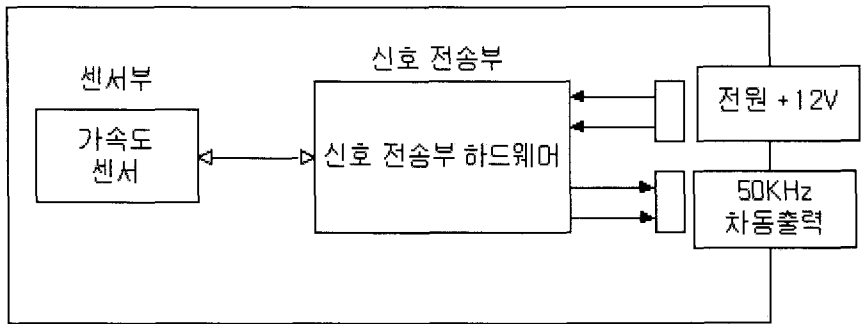 센서부
가속도
센서
신호 전송부
신호 전송부 하드웨어
전원 +12V
50KHz
차동출력